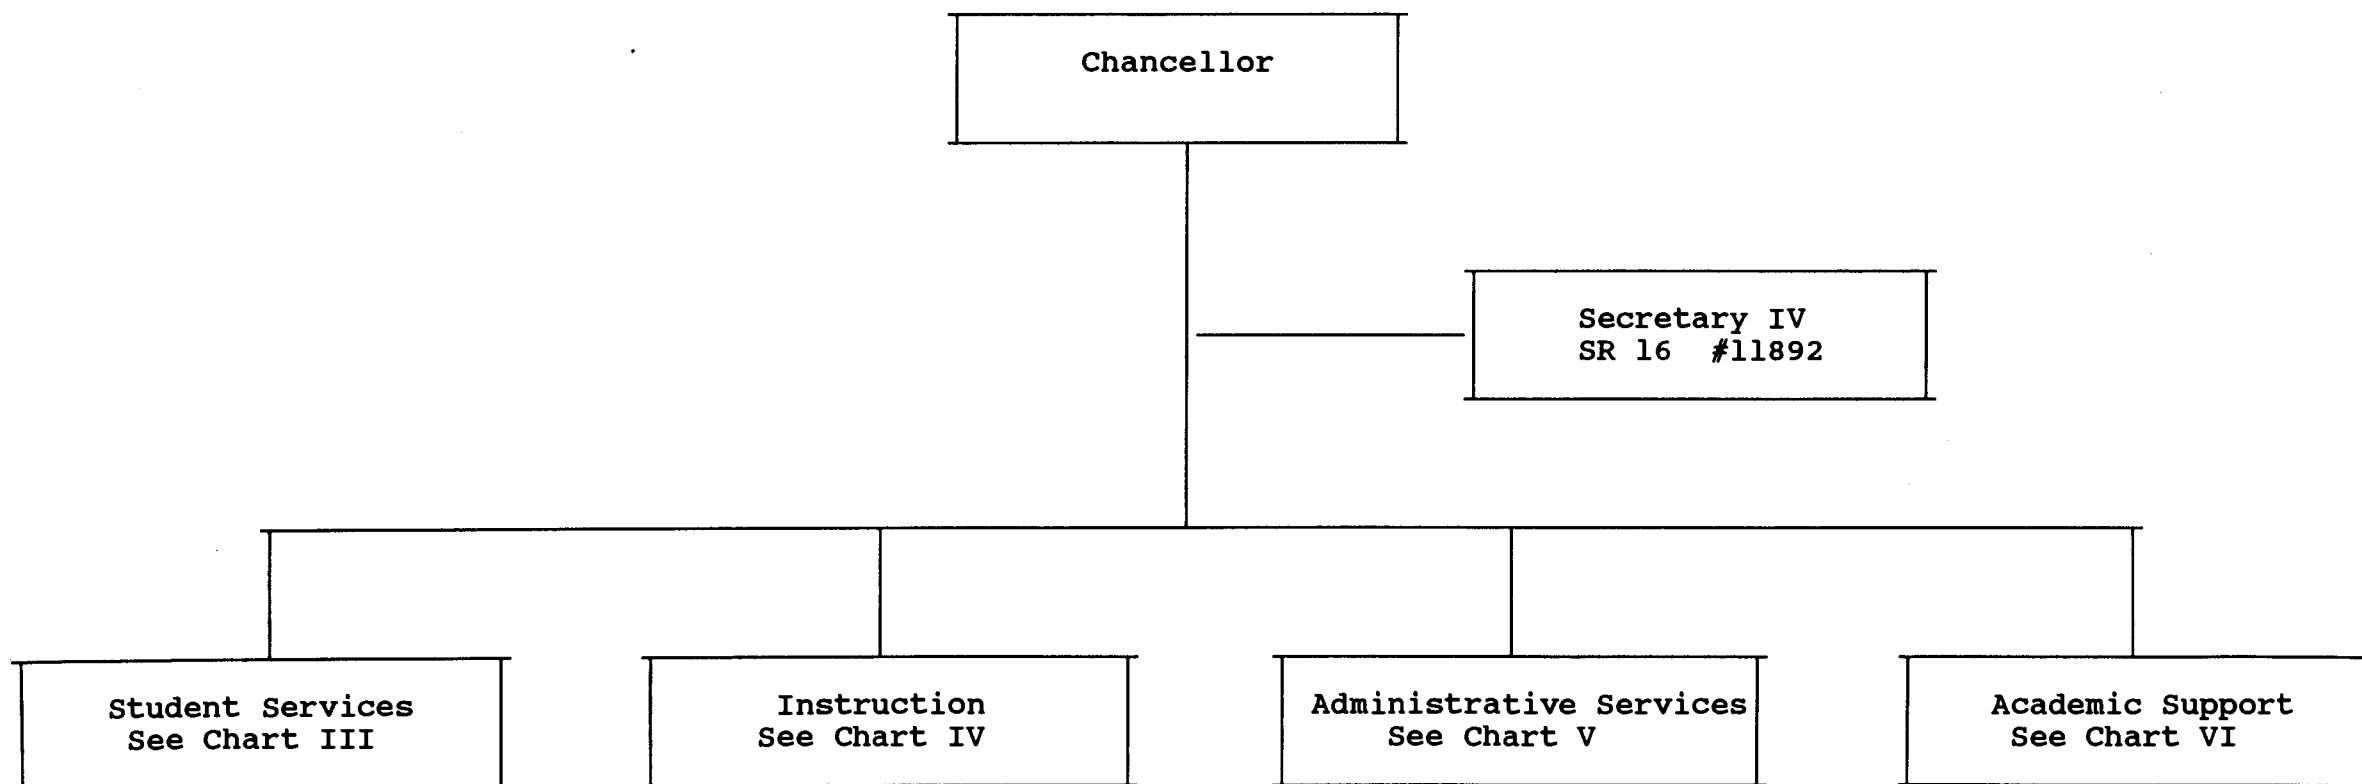 Chancellor
Secretary IV
SR 16 #11892
Student Services
See Chart III
Instruction
See Chart IV
Administrative Services
See Chart V
Academic Support
See Chart VI